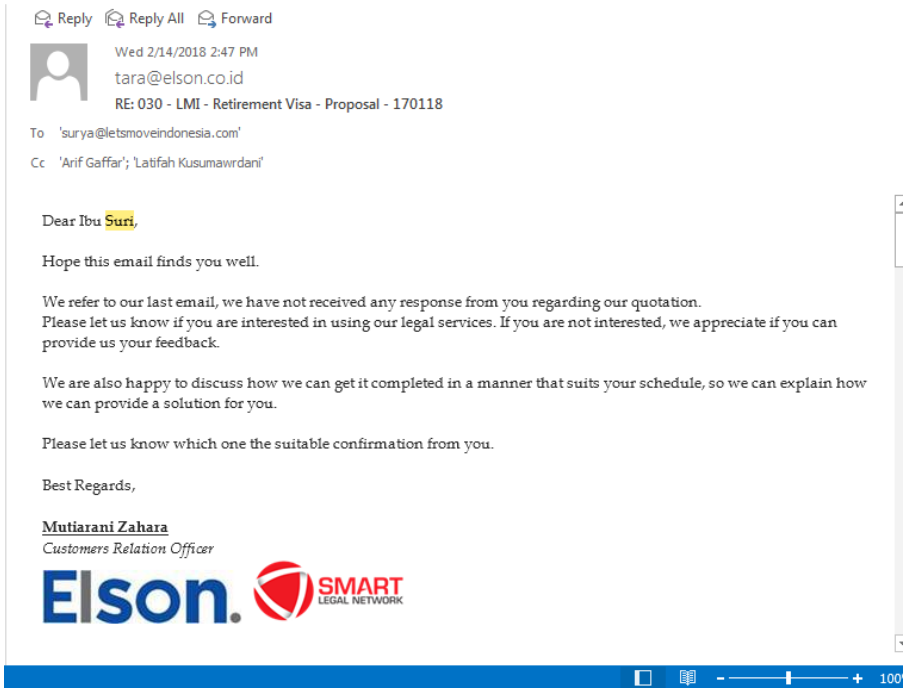 Reply Reply All Forward
Wed 2/14/2018 2:47 PM
tara@elson.co.id
RE: 030 - LMI - Retirement Visa - Proposal - 170118
To 'surya@letsmoveindonesia.com'
Cc 'Arif Gaffar'; 'Latifah Kusumawrdani'
Dear Ibu Suri,
Hope this email finds you well.
We refer to our last email, we have not received any response from you regarding our quotation.
Please let us know if you are interested in using our legal services. If you are not interested, we appreciate if you can
provide us your feedback.
We are also happy to discuss how we can get it completed in a manner that suits your schedule, so we can explain how
we can provide a solution for you.
Please let us know which one the suitable confirmation from you.
Best Regards,
Mutiarani Zahara
Customers Relation Officer
Elson. SMART
LEGAL NETWORK
100%